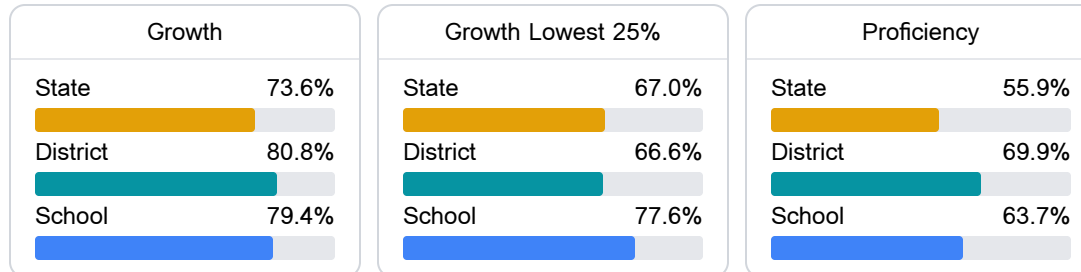 Growth
State 73.6%
District 80.8%
School 79.4%
Growth Lowest 25%
State 67.0%
District 66.6%
School 77.6%
Proficiency
State 55.9%
District 69.9%
School 63.7%